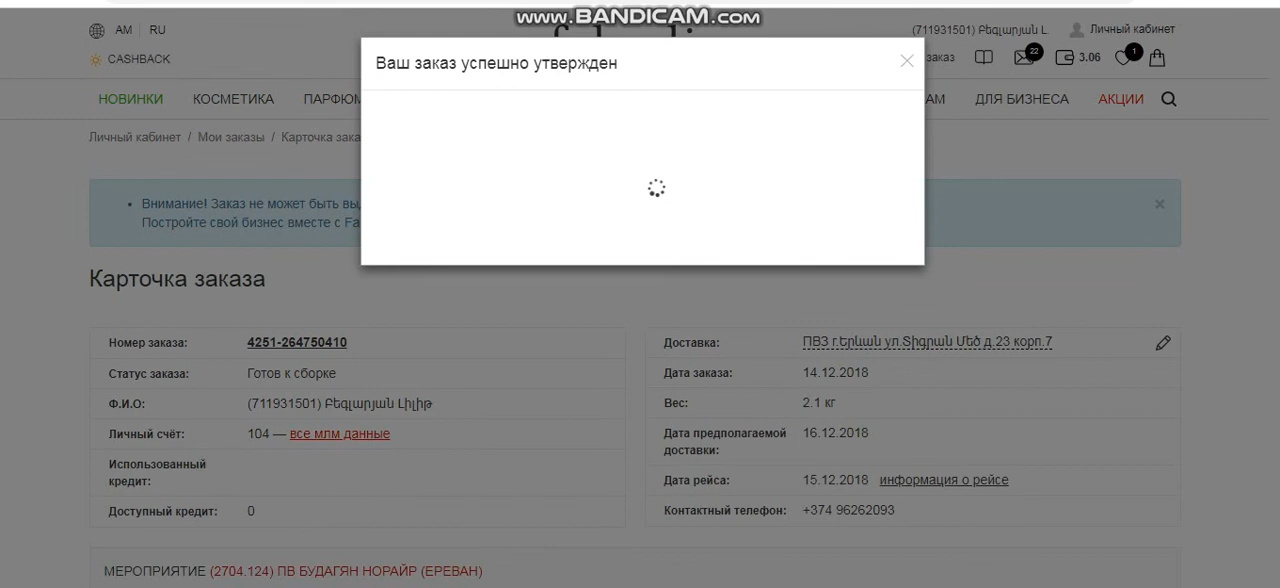 www.BANDICAM.com
AM RU
(711931501) Բեգլարյան Լ.
Личный кабинет
CASHBACK
заказ
22
3.06
1
Ваш заказ успешно утвержден
НОВИНКИ КОСМЕТИКА ПАРФЮМ
АМ ДЛЯ БИЗНЕСА АКЦИИ
Личный кабинет / Мои заказы / Карточка зака
Внимание! Заказ не может быть вы
Постройте свой бизнес вместе с Fa
Карточка заказа
Номер заказа: 4251-264750410
Статус заказа: Готов к сборке
Ф.И.О: (711931501) Բեգլարյան Լիլիթ
Личный счёт: 104 — все млм данные
Использованный
кредит:
Доступный кредит: 0
Доставка: ПВЗ г.Երևան ул.Տիգրան Մեծ д.23 корп.7
Дата заказа: 14.12.2018
Вес: 2.1 кг
Дата предполагаемой
доставки: 16.12.2018
Дата рейса: 15.12.2018 информация о рейсе
Контактный телефон: +374 96262093
МЕРОПРИЯТИЕ (2704.124) ПВ БУДАГЯН НОРАЙР (ЕРЕВАН)